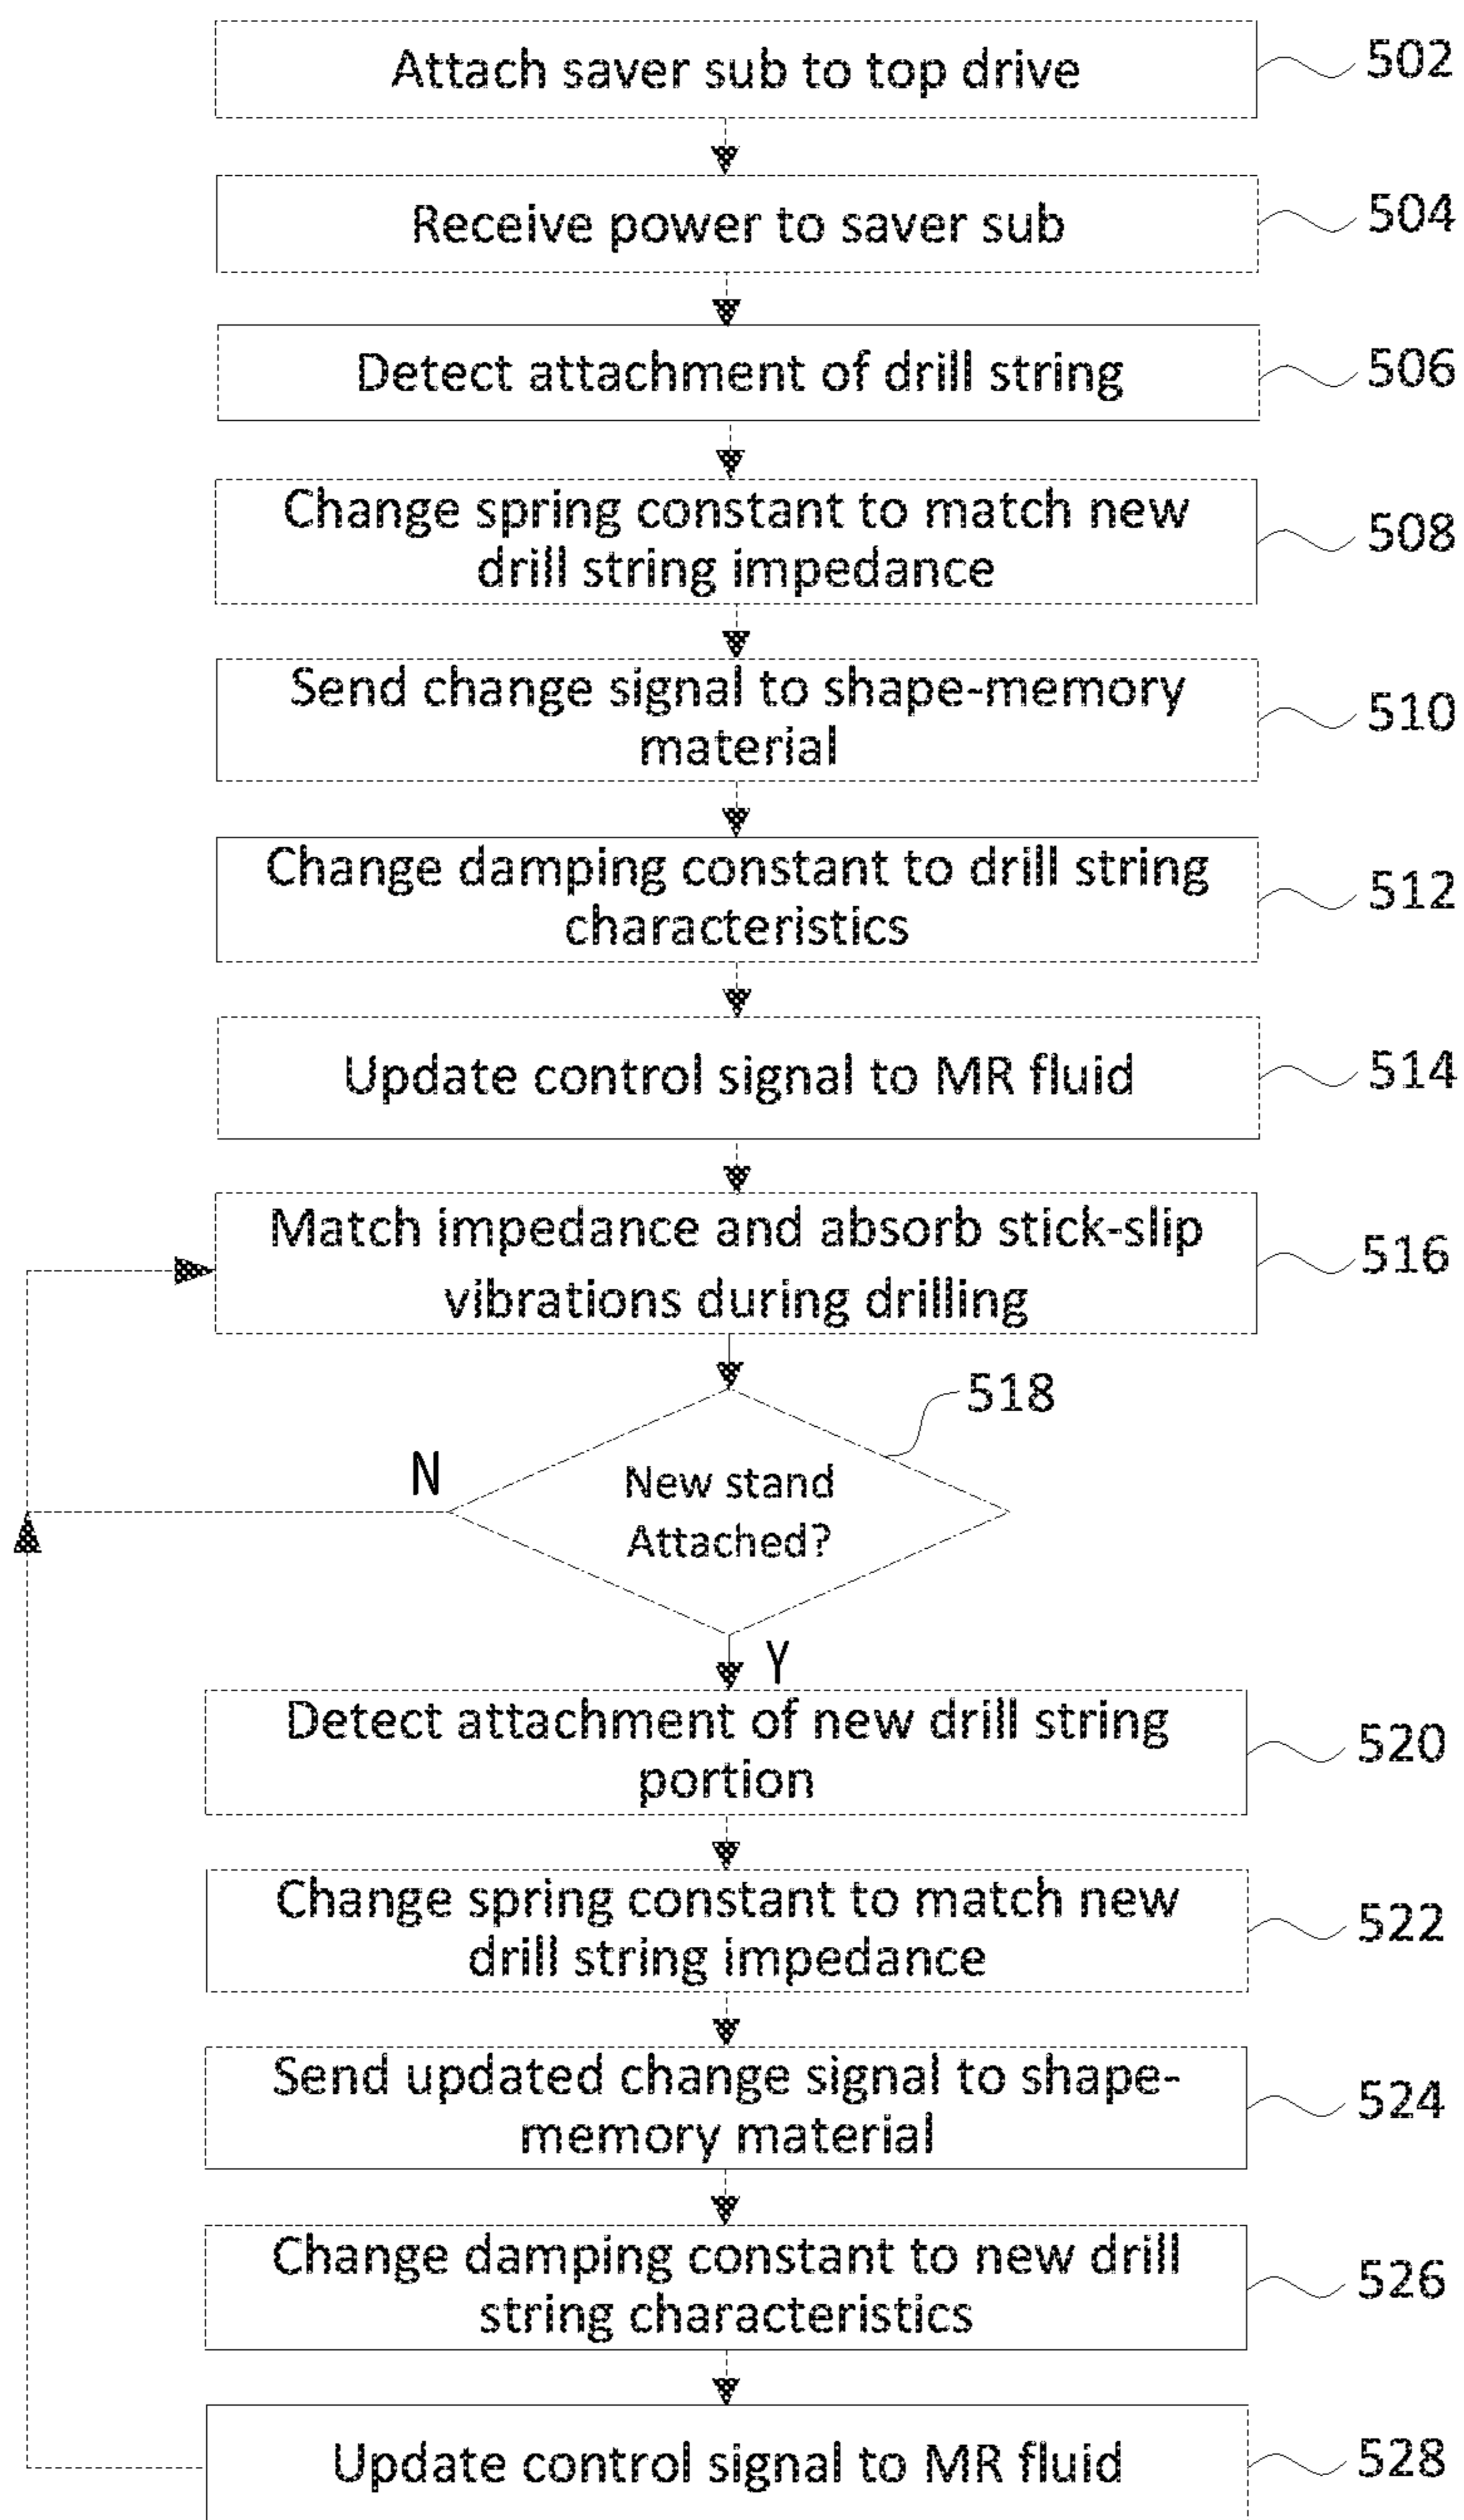 Attach saver sub to top drive
502
Receive power to saver sub
504
Detect attachment of drill string
506
Change spring constant to match new
drill string impedance
508
Send change signal to shape-memory
material
510
Change damping constant to drill string
characteristics
512
Update control signal to MR fluid
514
Match impedance and absorb stick-slip
vibrations during drilling
516
518
N
New stand
Attached?
Y
Detect attachment of new drill string
portion
520
Change spring constant to match new
drill string impedance
522
Send updated change signal to shape-
memory material
524
Change damping constant to new drill
string characteristics
526
Update control signal to MR fluid
528